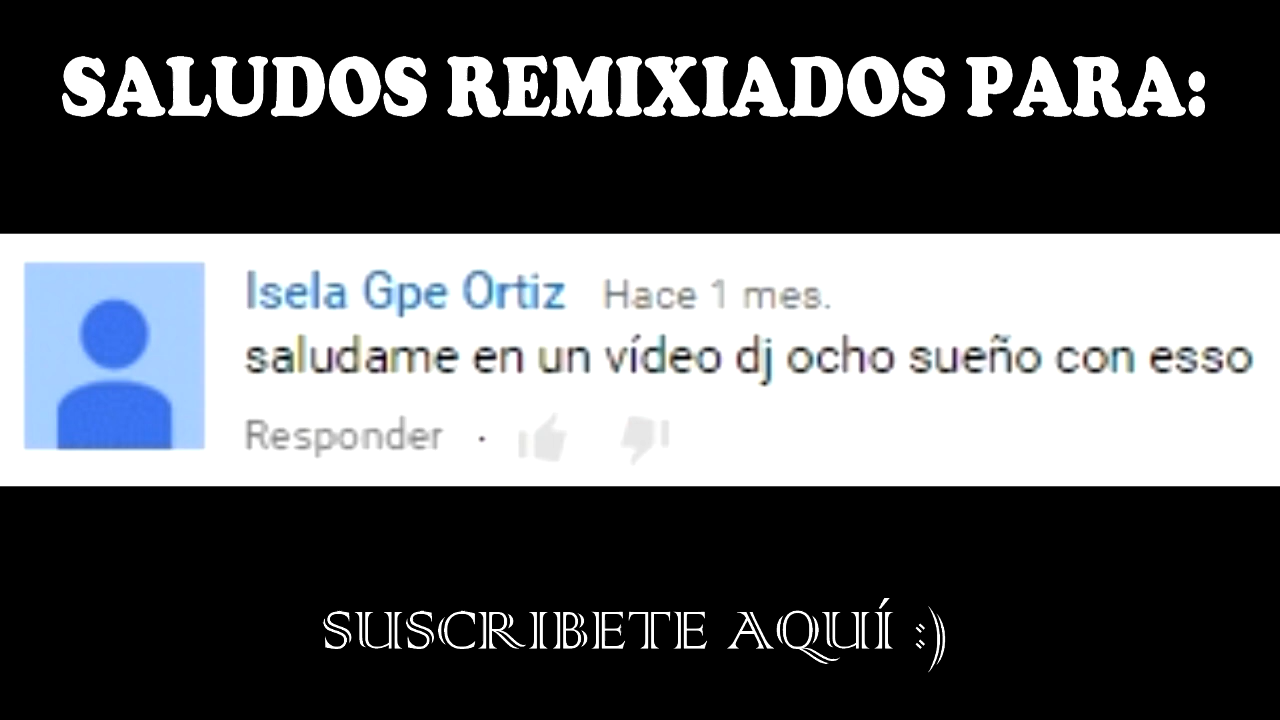 SALUDOS REMIXIADOS PARA:
Isela Gpe Ortiz Hace 1 mes.
saludame en un vídeo dj ocho sueño con esso
Responder ·
SUSCRIBETE AQUÍ :)